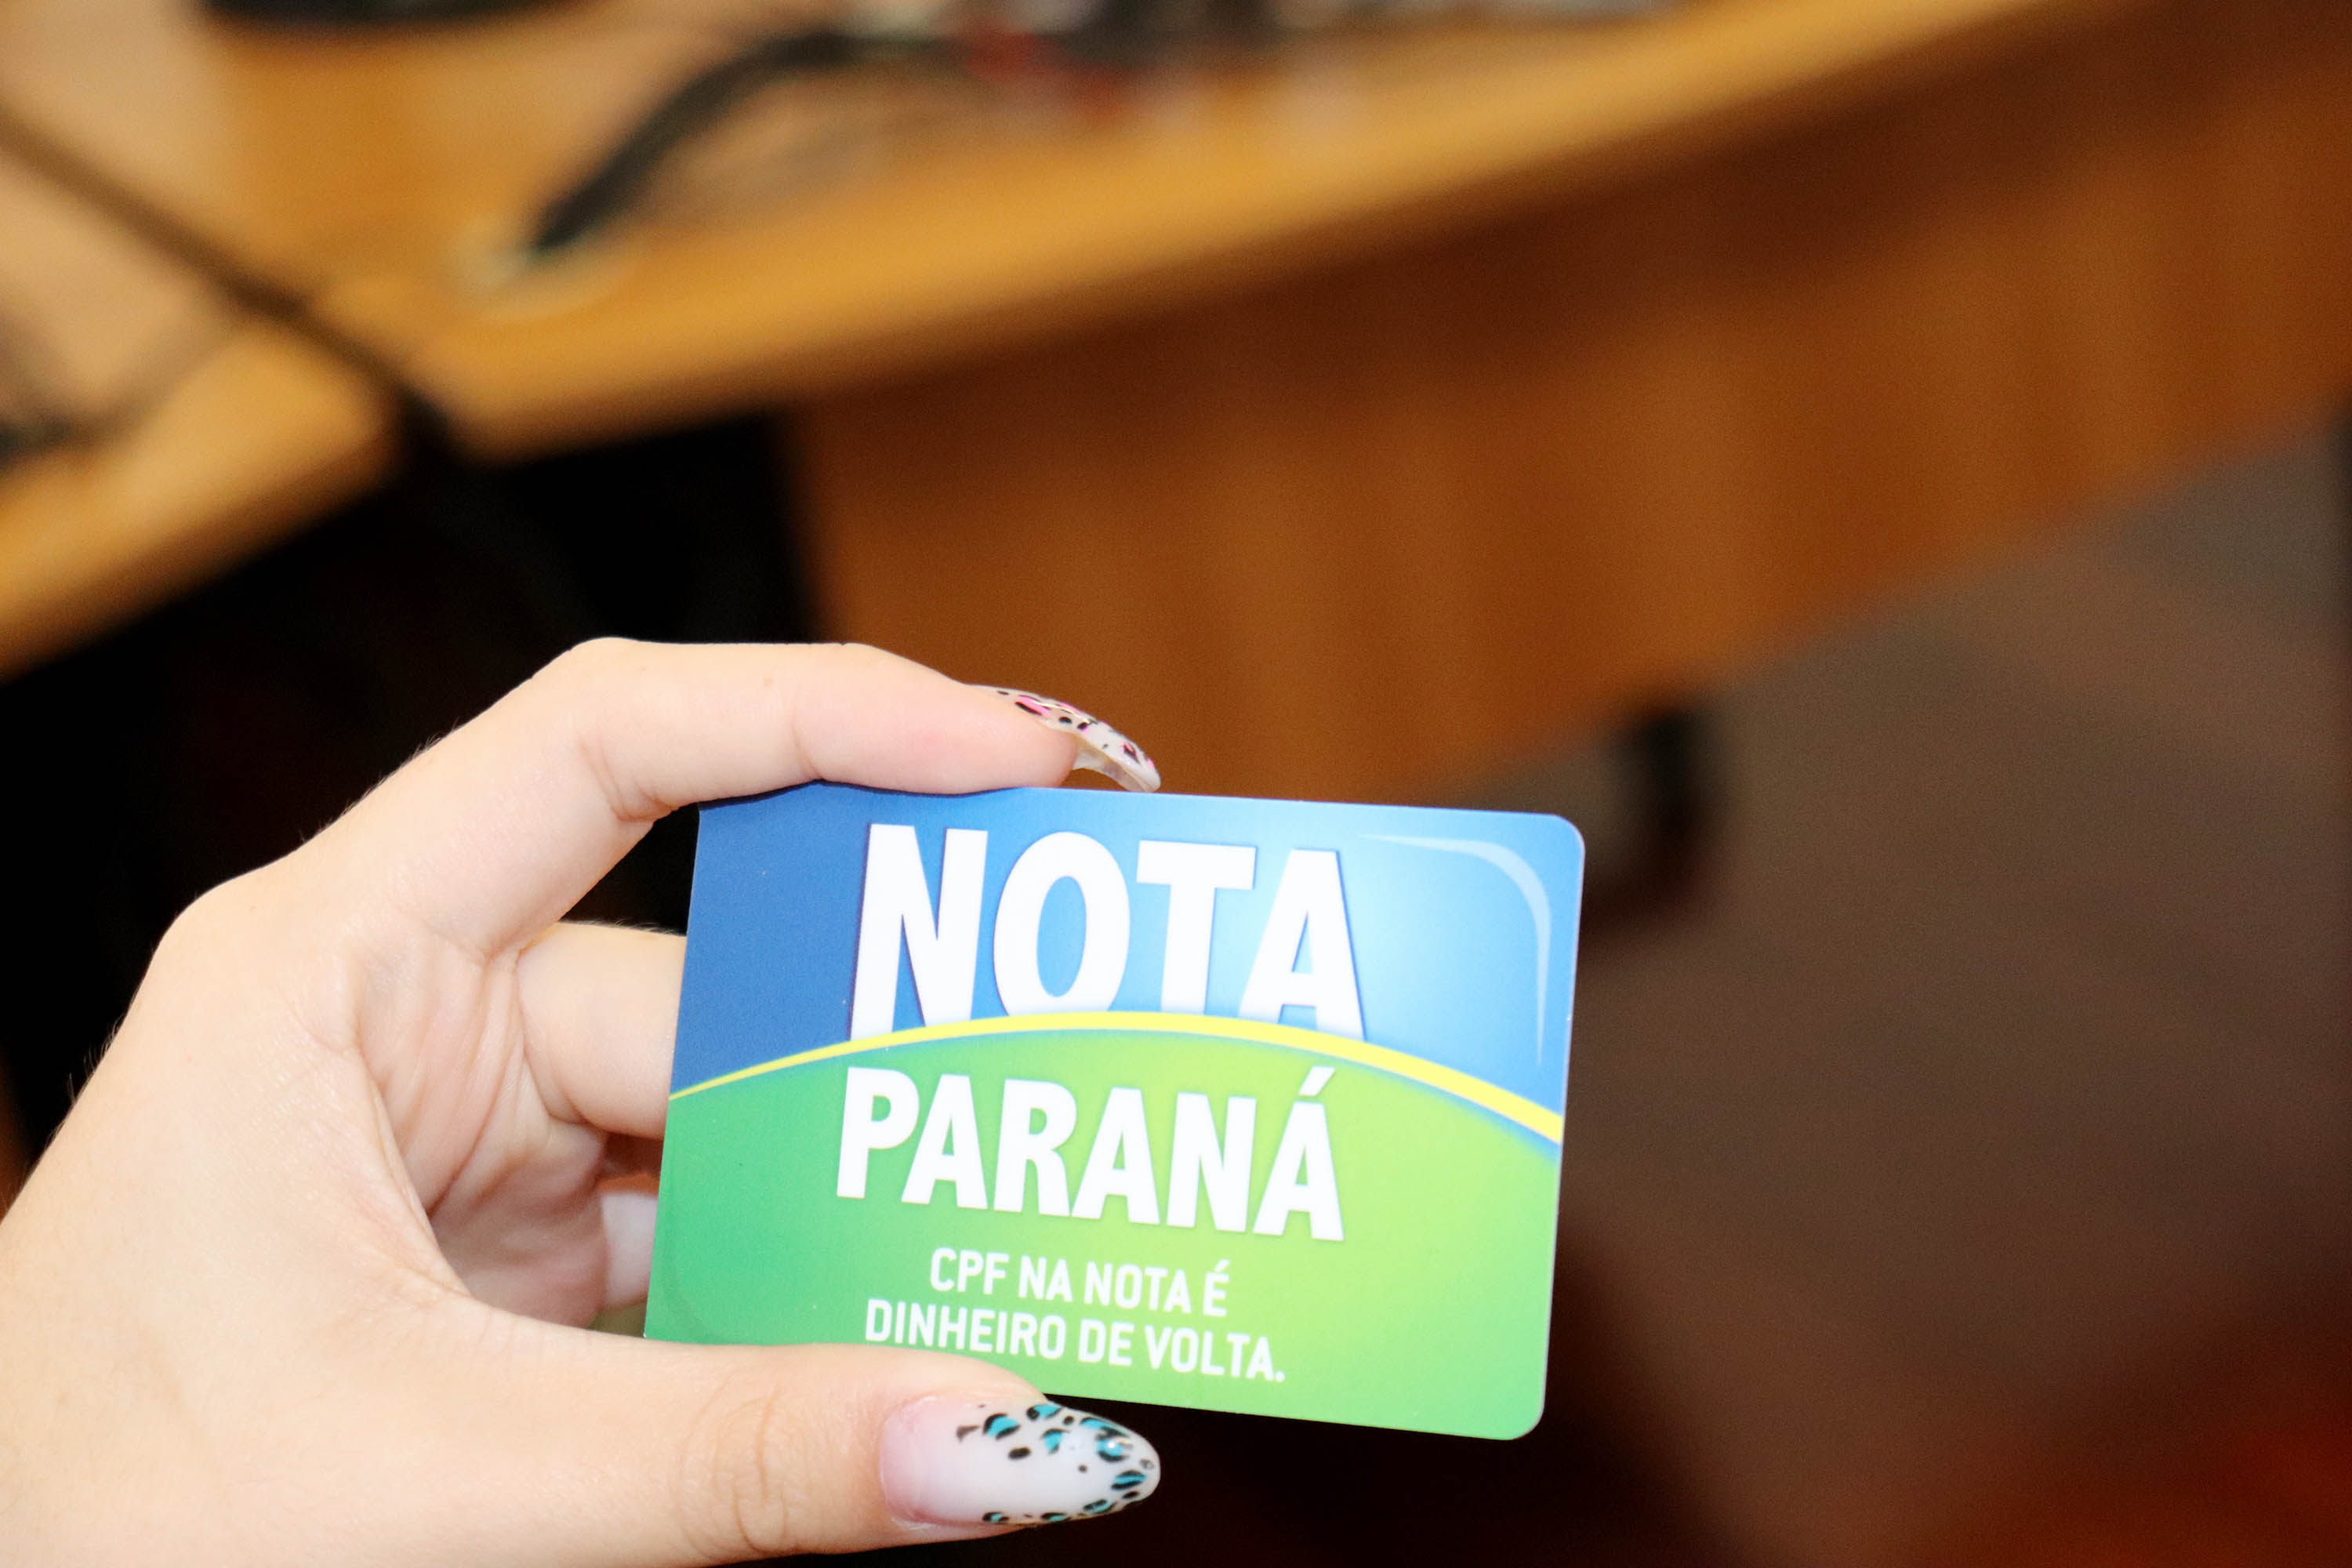 NOTA
PARANÁ
CPF NA NOTA É
DINHEIRO DE VOLTA.